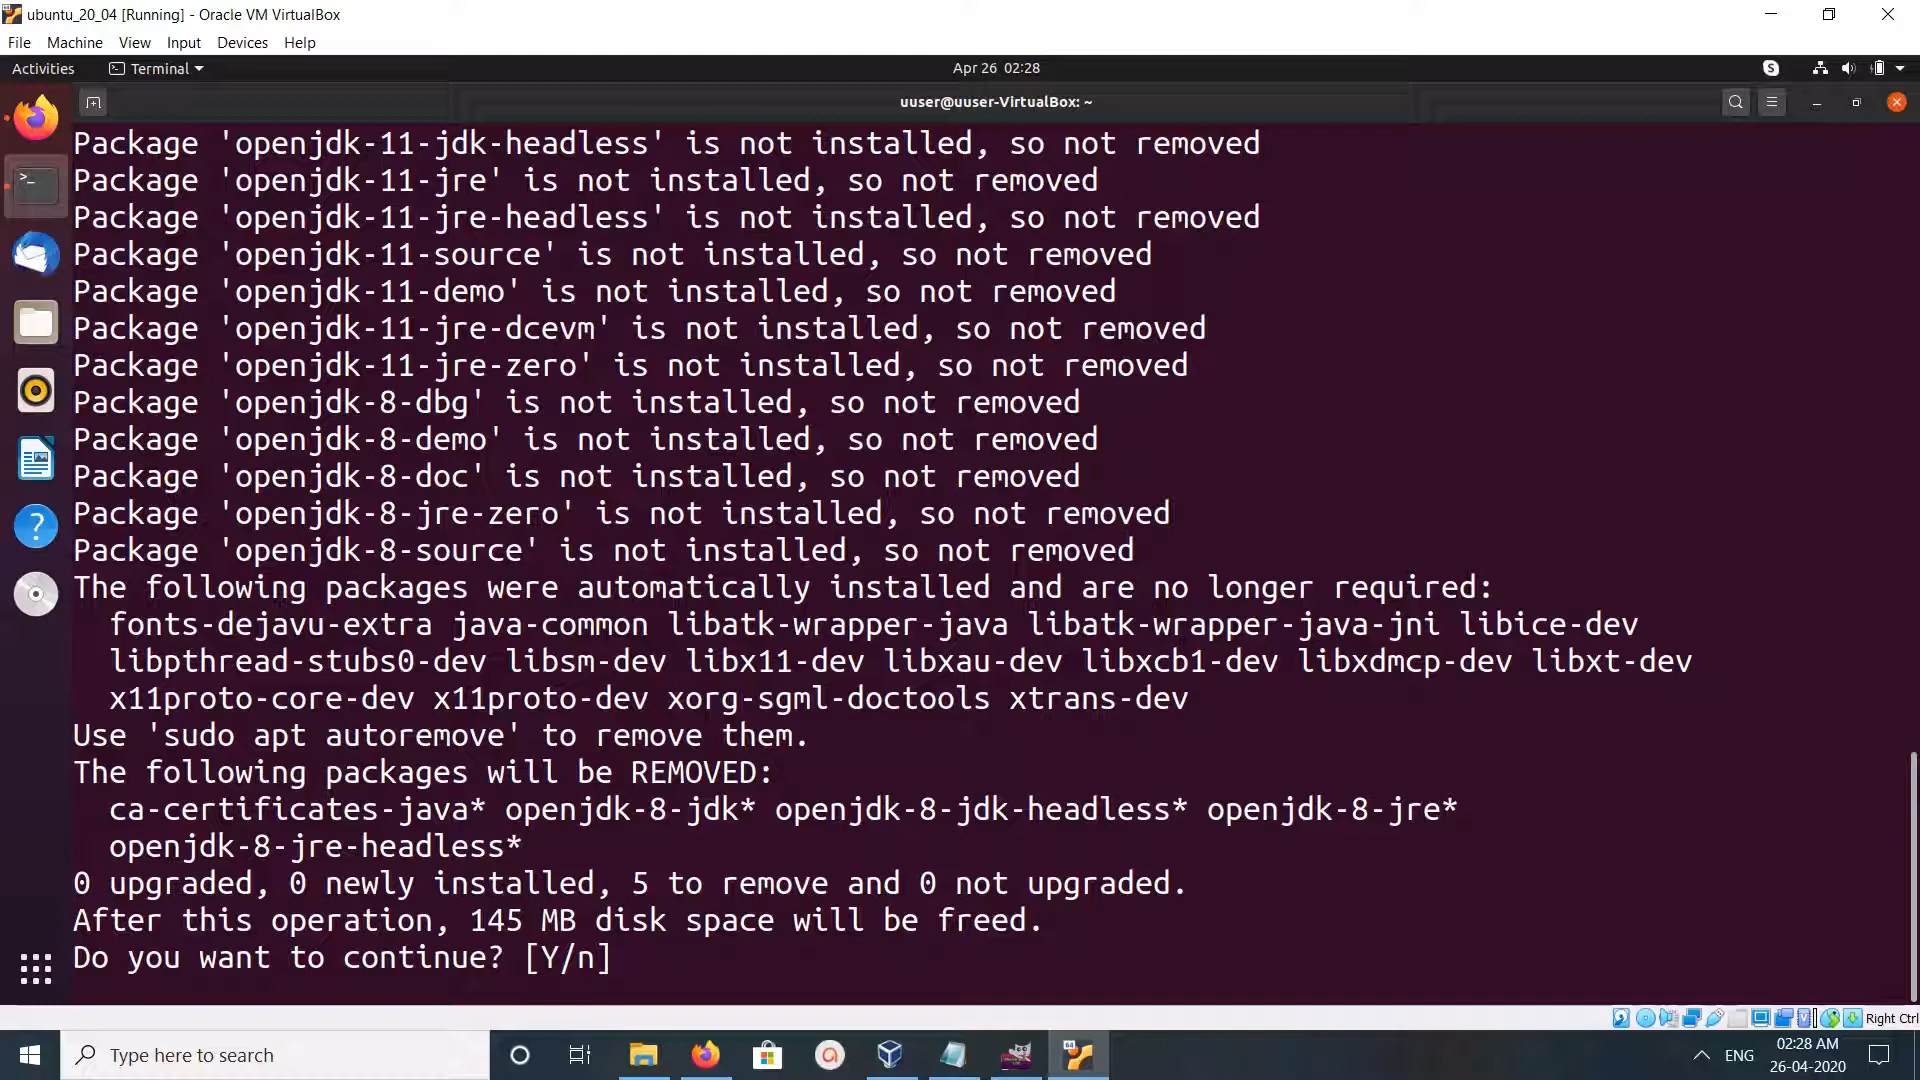 ubuntu_20_04 [Running] - Oracle VM VirtualBox
File Machine View Input Devices Help
Activities Terminal Apr 26 02:28
uuser@uuser-VirtualBox: ~
Package 'openjdk-11-jdk-headless' is not installed, so not removed
Package 'openjdk-11-jre' is not installed, so not removed
Package 'openjdk-11-jre-headless' is not installed, so not removed
Package 'openjdk-11-source' is not installed, so not removed
Package 'openjdk-11-demo' is not installed, so not removed
Package 'openjdk-11-jre-dcevm' is not installed, so not removed
Package 'openjdk-11-jre-zero' is not installed, so not removed
Package 'openjdk-8-dbg' is not installed, so not removed
Package 'openjdk-8-demo' is not installed, so not removed
Package 'openjdk-8-doc' is not installed, so not removed
Package 'openjdk-8-jre-zero' is not installed, so not removed
Package 'openjdk-8-source' is not installed, so not removed
The following packages were automatically installed and are no longer required:
fonts-dejavu-extra java-common libatk-wrapper-java libatk-wrapper-java-jni libice-dev
libpthread-stubs0-dev libsm-dev libx11-dev libxau-dev libxcb1-dev libxdmcp-dev libxt-dev
x11proto-core-dev x11proto-dev xorg-sgml-doctools xtrans-dev
Use 'sudo apt autoremove' to remove them.
The following packages will be REMOVED:
ca-certificates-java* openjdk-8-jdk* openjdk-8-jdk-headless* openjdk-8-jre*
openjdk-8-jre-headless*
0 upgraded, 0 newly installed, 5 to remove and 0 not upgraded.
After this operation, 145 MB disk space will be freed.
Do you want to continue? [Y/n]
Right Ctrl
Type here to search
ENG
02:28 AM
26-04-2020